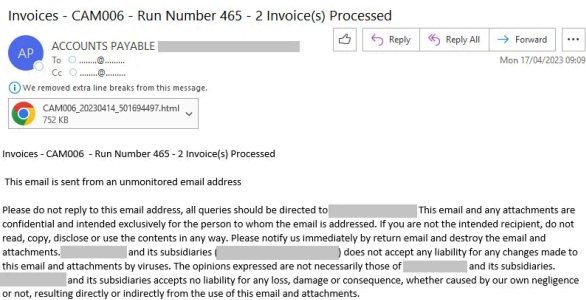 Invoices - CAM006 - Run Number 465 - 2 Invoice(s) Processed
AP
ACCOUNTS PAYABLE
Reply
Reply All
Forward
To ........@.........
Mon 17/04/2023 09:09
Cc ........@.........
We removed extra line breaks from this message.
CAM006_20230414_501694497.html
752 KB
Invoices - CAM006 - Run Number 465 - 2 Invoice(s) Processed
This email is sent from an unmonitored email address
Please do not reply to this email address, all queries should be directed to This email and any attachments are
confidential and intended exclusively for the person to whom the email is addressed. If you are not the intended recipient, do not
read, copy, disclose or use the contents in any way. Please notify us immediately by return email and destroy the email and
attachments. and its subsidiaries ( ) does not accept any liability for any changes made to
this email and attachments by viruses. The opinions expressed are not necessarily those of and its subsidiaries.
and its subsidiaries accepts no liability for any loss, damage or consequence, whether caused by our own negligence
or not, resulting directly or indirectly from the use of this email and attachments.